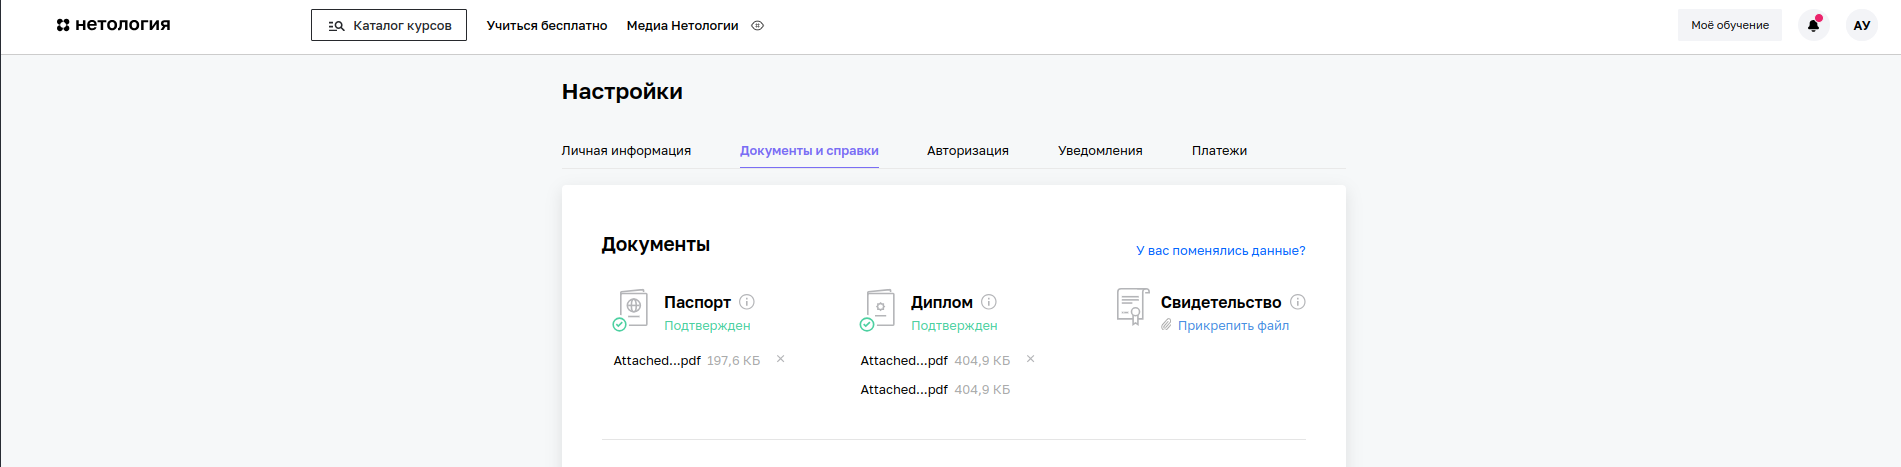 нетология Каталог курсов Учиться бесплатно Медиа Нетологии Моё обучение АУ
Настройки
Личная информация Документы и справки Авторизация Уведомления Платежи
Документы У вас поменялись данные?
Паспорт Диплом Свидетельство
Подтвержден Подтвержден Прикрепить файл
Attached...pdf 197,6 КБ Attached...pdf 404,9 КБ
Attached...pdf 404,9 КБ